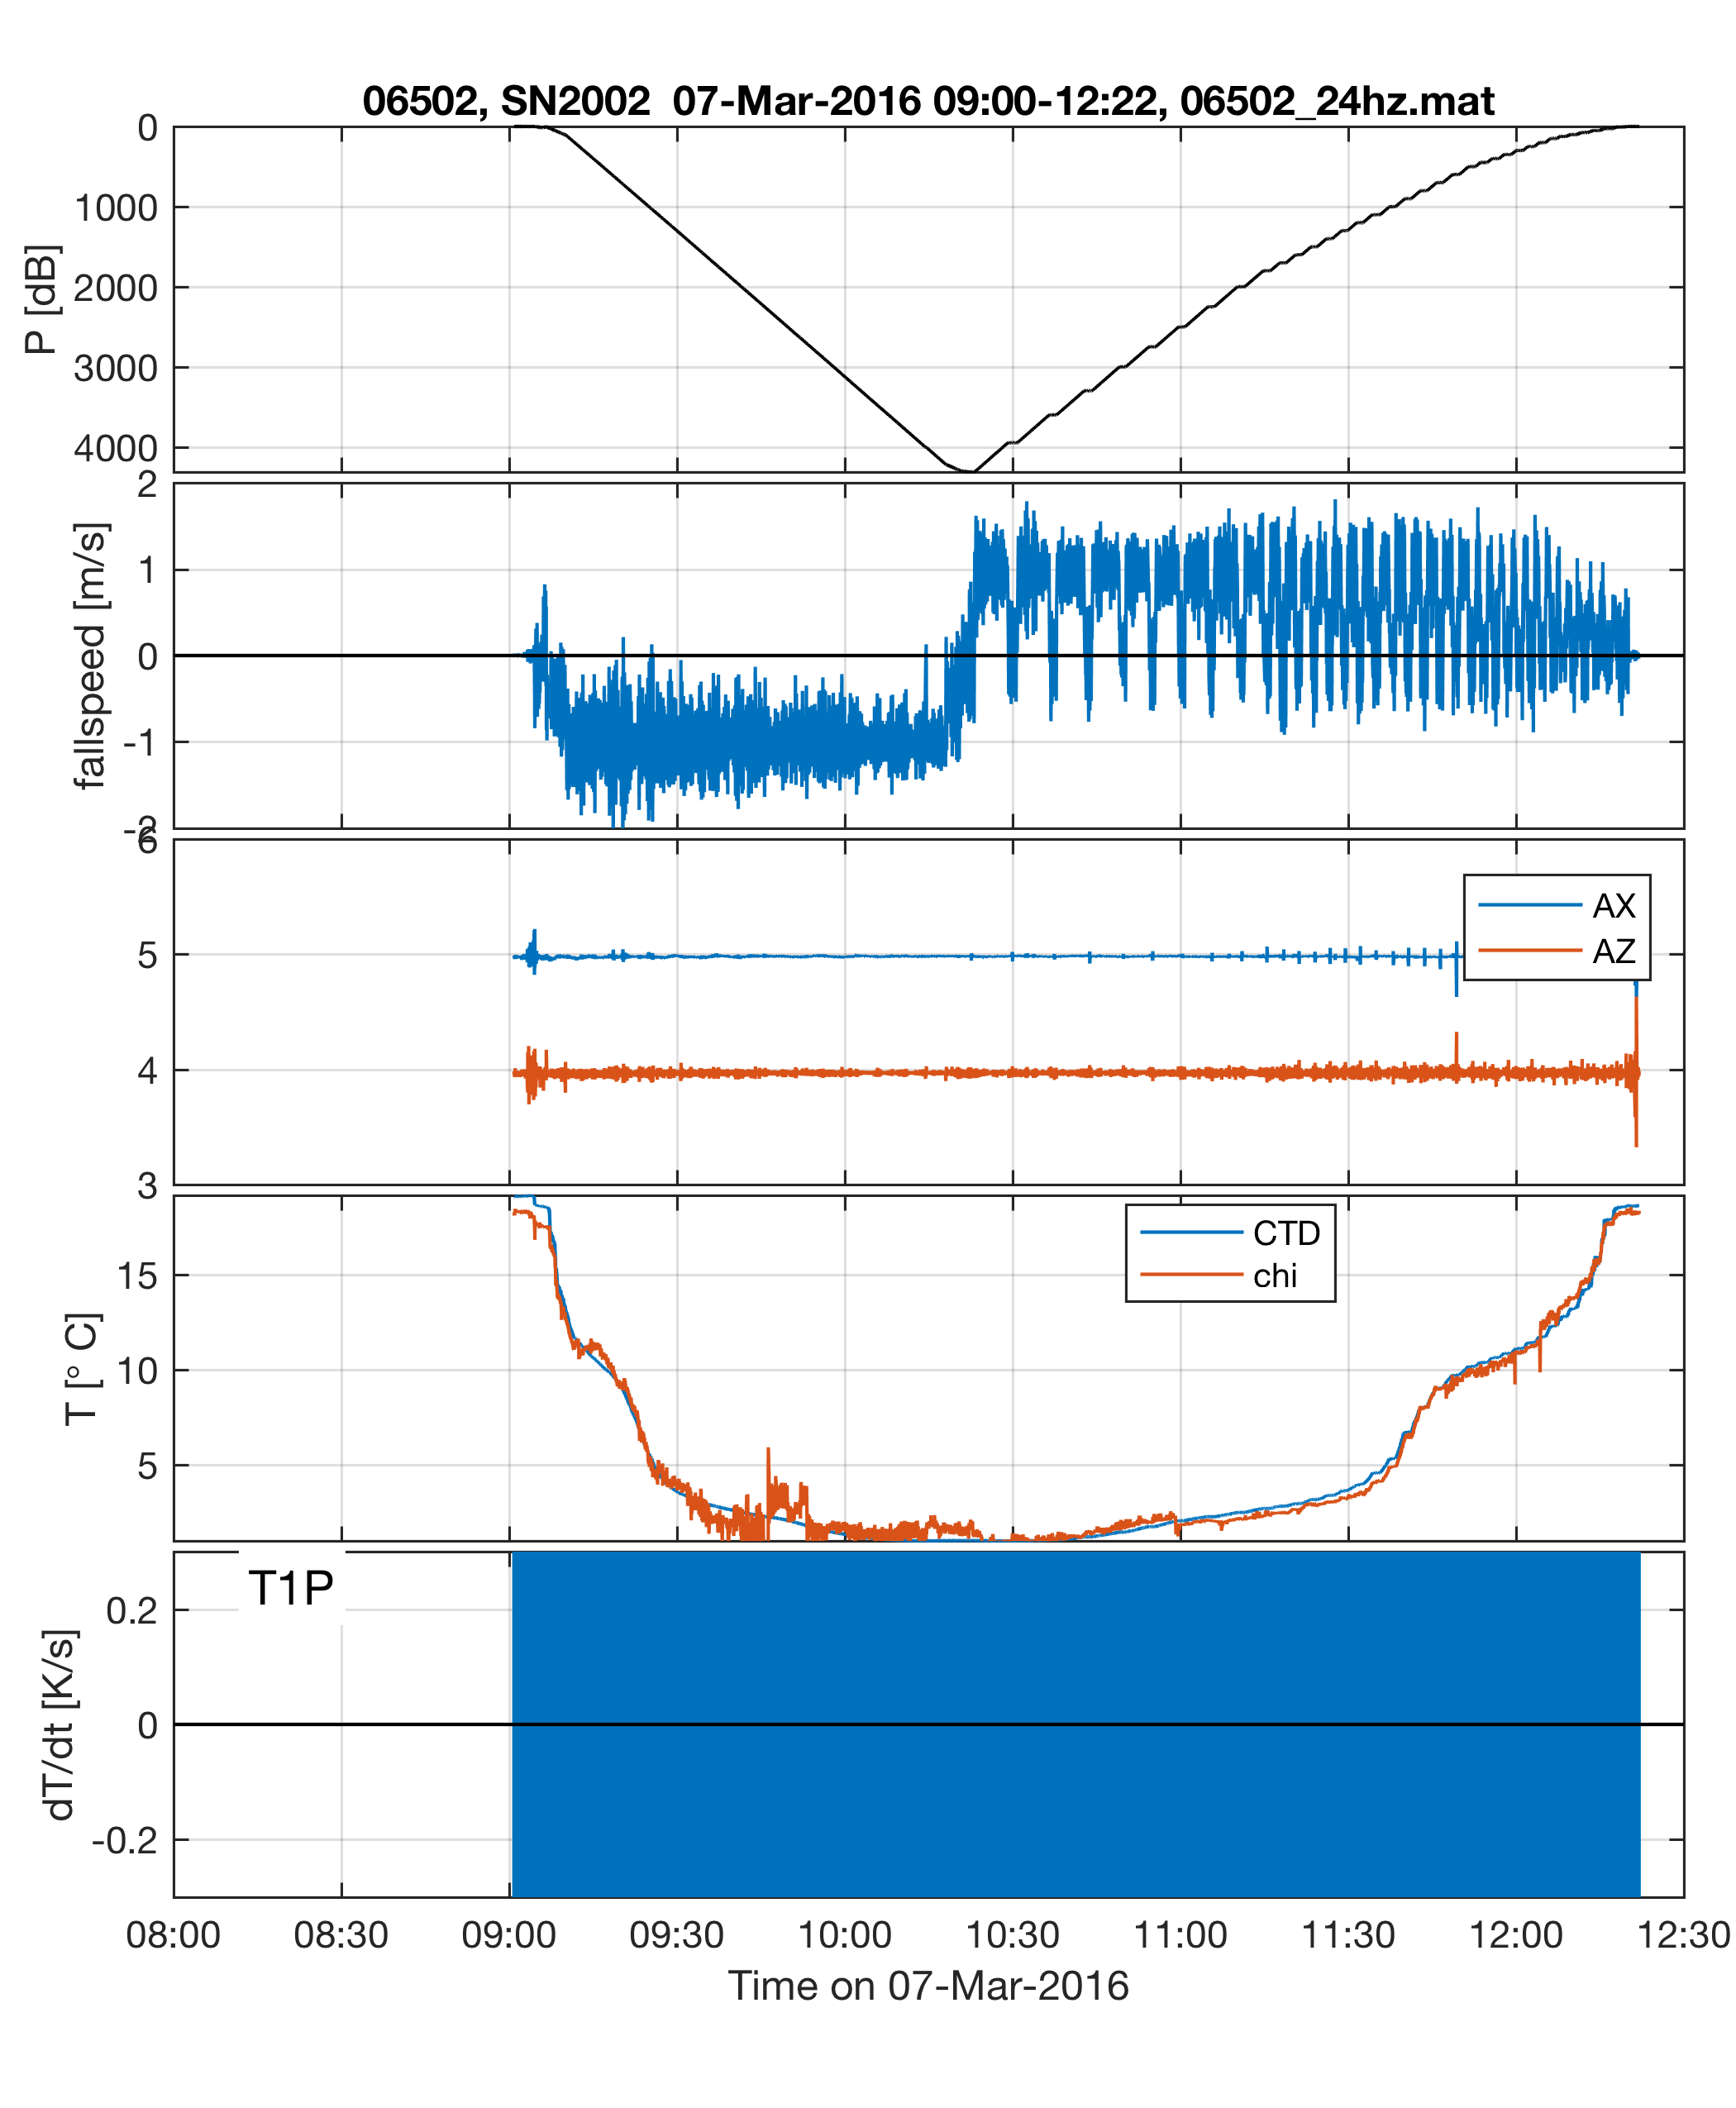 06502, SN2002  07-Mar-2016 09:00-12:22, 06502_24hz.mat
P [dB]
0
1000
2000
3000
4000
fallspeed [m/s]
2
1
0
-1
-2
6
5
4
3
AX
AZ
T [° C]
3
15
10
5
CTD
chi
dT/dt [K/s]
T1P
0.2
0
-0.2
08:00 08:30 09:00 09:30 10:00 10:30 11:00 11:30 12:00 12:30
Time on 07-Mar-2016